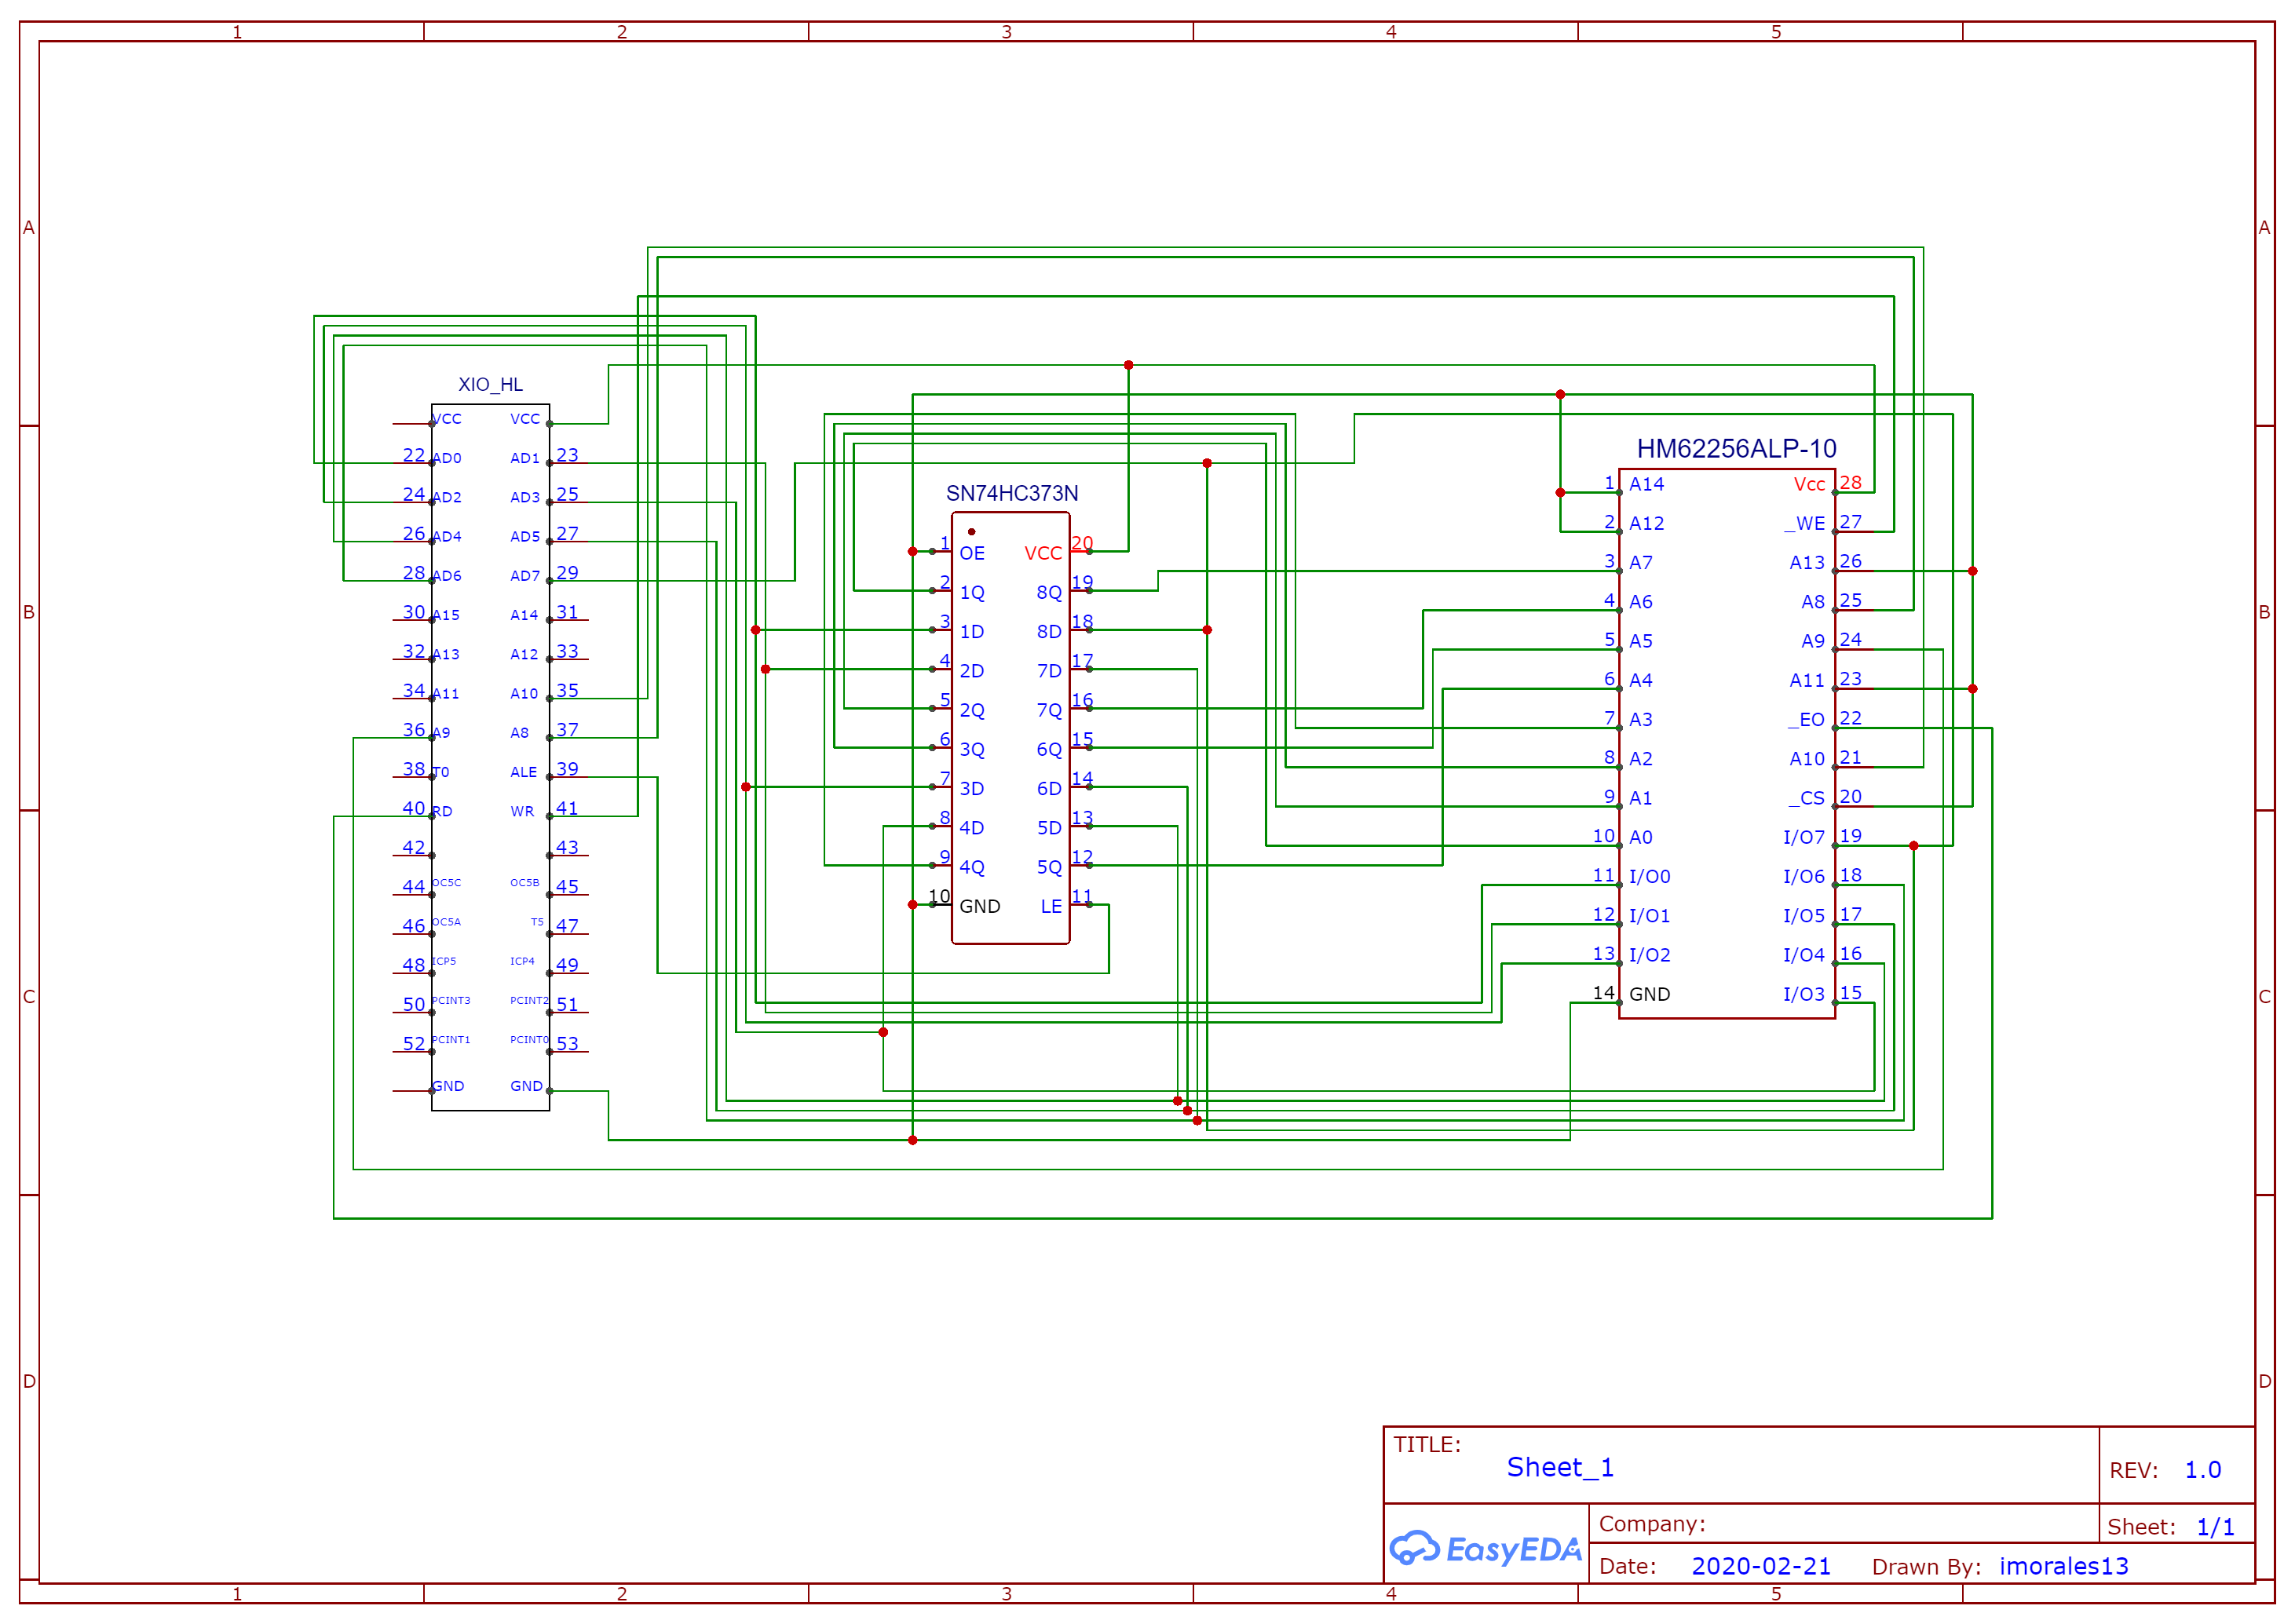 1 2 3 4 5
A A
B B
C C
D D
XIO_HL
VCC VCC
22 AD0 AD1 23
24 AD2 AD3 25
26 AD4 AD5 27
28 AD6 AD7 29
30 A15 A14 31
32 A13 A12 33
34 A11 A10 35
36 A9 A8 37
38 T0 ALE 39
40 RD WR 41
42 43
44 OC5C OC5B 45
46 OC5A T5 47
48 ICP5 ICP4 49
50 PCINT3 PCINT2 51
52 PCINT1 PCINT0 53
GND GND
SN74HC373N
1 OE VCC 20
2 1Q 8Q 19
3 1D 8D 18
4 2D 7D 17
5 2Q 7Q 16
6 3Q 6Q 15
7 3D 6D 14
8 4D 5D 13
9 4Q 5Q 12
10 GND LE 11
HM62256ALP-10
1 A14 Vcc 28
2 A12 _WE 27
3 A7 A13 26
4 A6 A8 25
5 A5 A9 24
6 A4 A11 23
7 A3 _EO 22
8 A2 A10 21
9 A1 _CS 20
10 A0 I/O7 19
11 I/O0 I/O6 18
12 I/O1 I/O5 17
13 I/O2 I/O4 16
14 GND I/O3 15
TITLE:
Sheet_1
REV: 1.0
EasyEDA
Company:
Sheet: 1/1
Date: 2020-02-21 Drawn By: imorales13
1 2 3 4 5